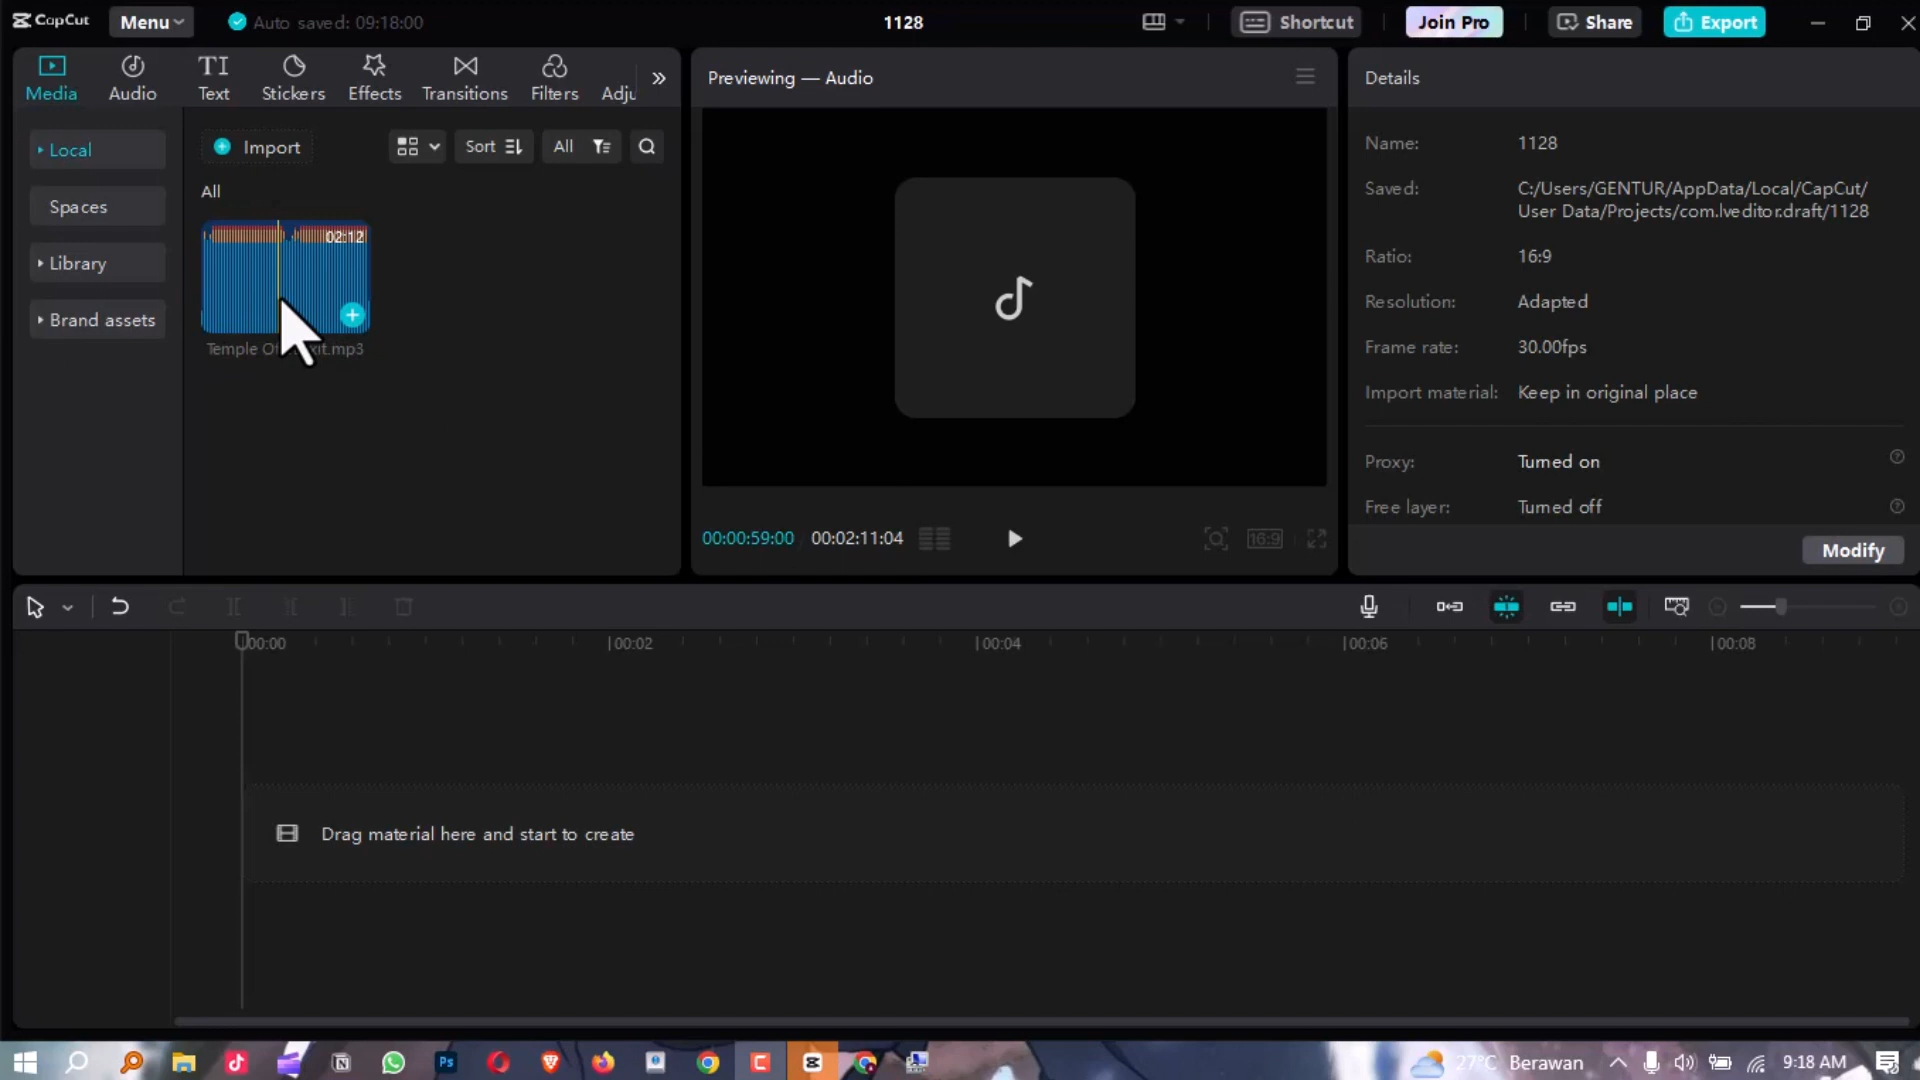 CapCut
Menu
Auto saved: 09:18:00
1128
Shortcut
Join Pro
Share
Export
Media
Audio
TI
Text
Stickers
Effects
Transitions
Filters
Adju
Local
Spaces
Library
Brand assets
Import
Sort
All
All
02:12
Temple Of
kit.mp3
Previewing — Audio
00:00:59:00
00:02:11:04
16:9
Details
Name:
1128
Saved:
C:/Users/GENTUR/AppData/Local/CapCut/
User Data/Projects/com.lveditor.draft/1128
Ratio:
16:9
Resolution:
Adapted
Frame rate:
30.00fps
Import material:
Keep in original place
Proxy:
Turned on
Free layer:
Turned off
Modify
00:00
00:02
00:04
00:06
00:08
Drag material here and start to create
Ps
27°C Berawan
9:18 AM